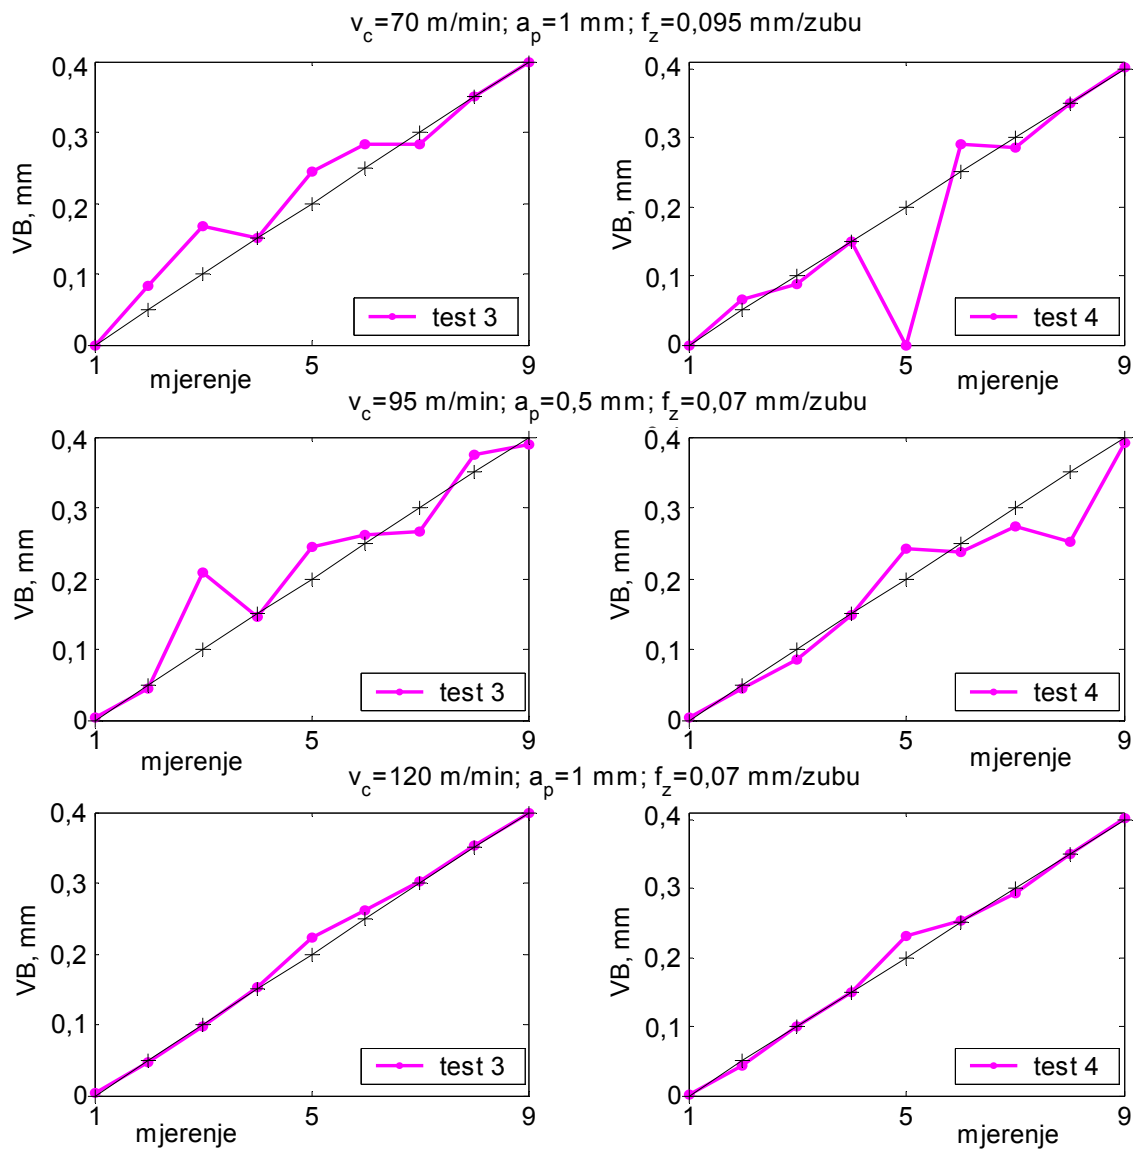 v_c=70 m/min; a_p=1 mm; f_z=0,095 mm/zubu
VB, mm
0,4
0,3
0,2
0,1
0
1
5
9
mjerenje
test 3
VB, mm
0,4
0,3
0,2
0,1
0
1
5
9
mjerenje
test 4
v_c=95 m/min; a_p=0,5 mm; f_z=0,07 mm/zubu
VB, mm
0,4
0,3
0,2
0,1
0
1
5
9
mjerenje
test 3
VB, mm
0,4
0,3
0,2
0,1
0
1
5
9
mjerenje
test 4
v_c=120 m/min; a_p=1 mm; f_z=0,07 mm/zubu
VB, mm
0,4
0,3
0,2
0,1
0
1
5
9
mjerenje
test 3
VB, mm
0,4
0,3
0,2
0,1
0
1
5
9
mjerenje
test 4